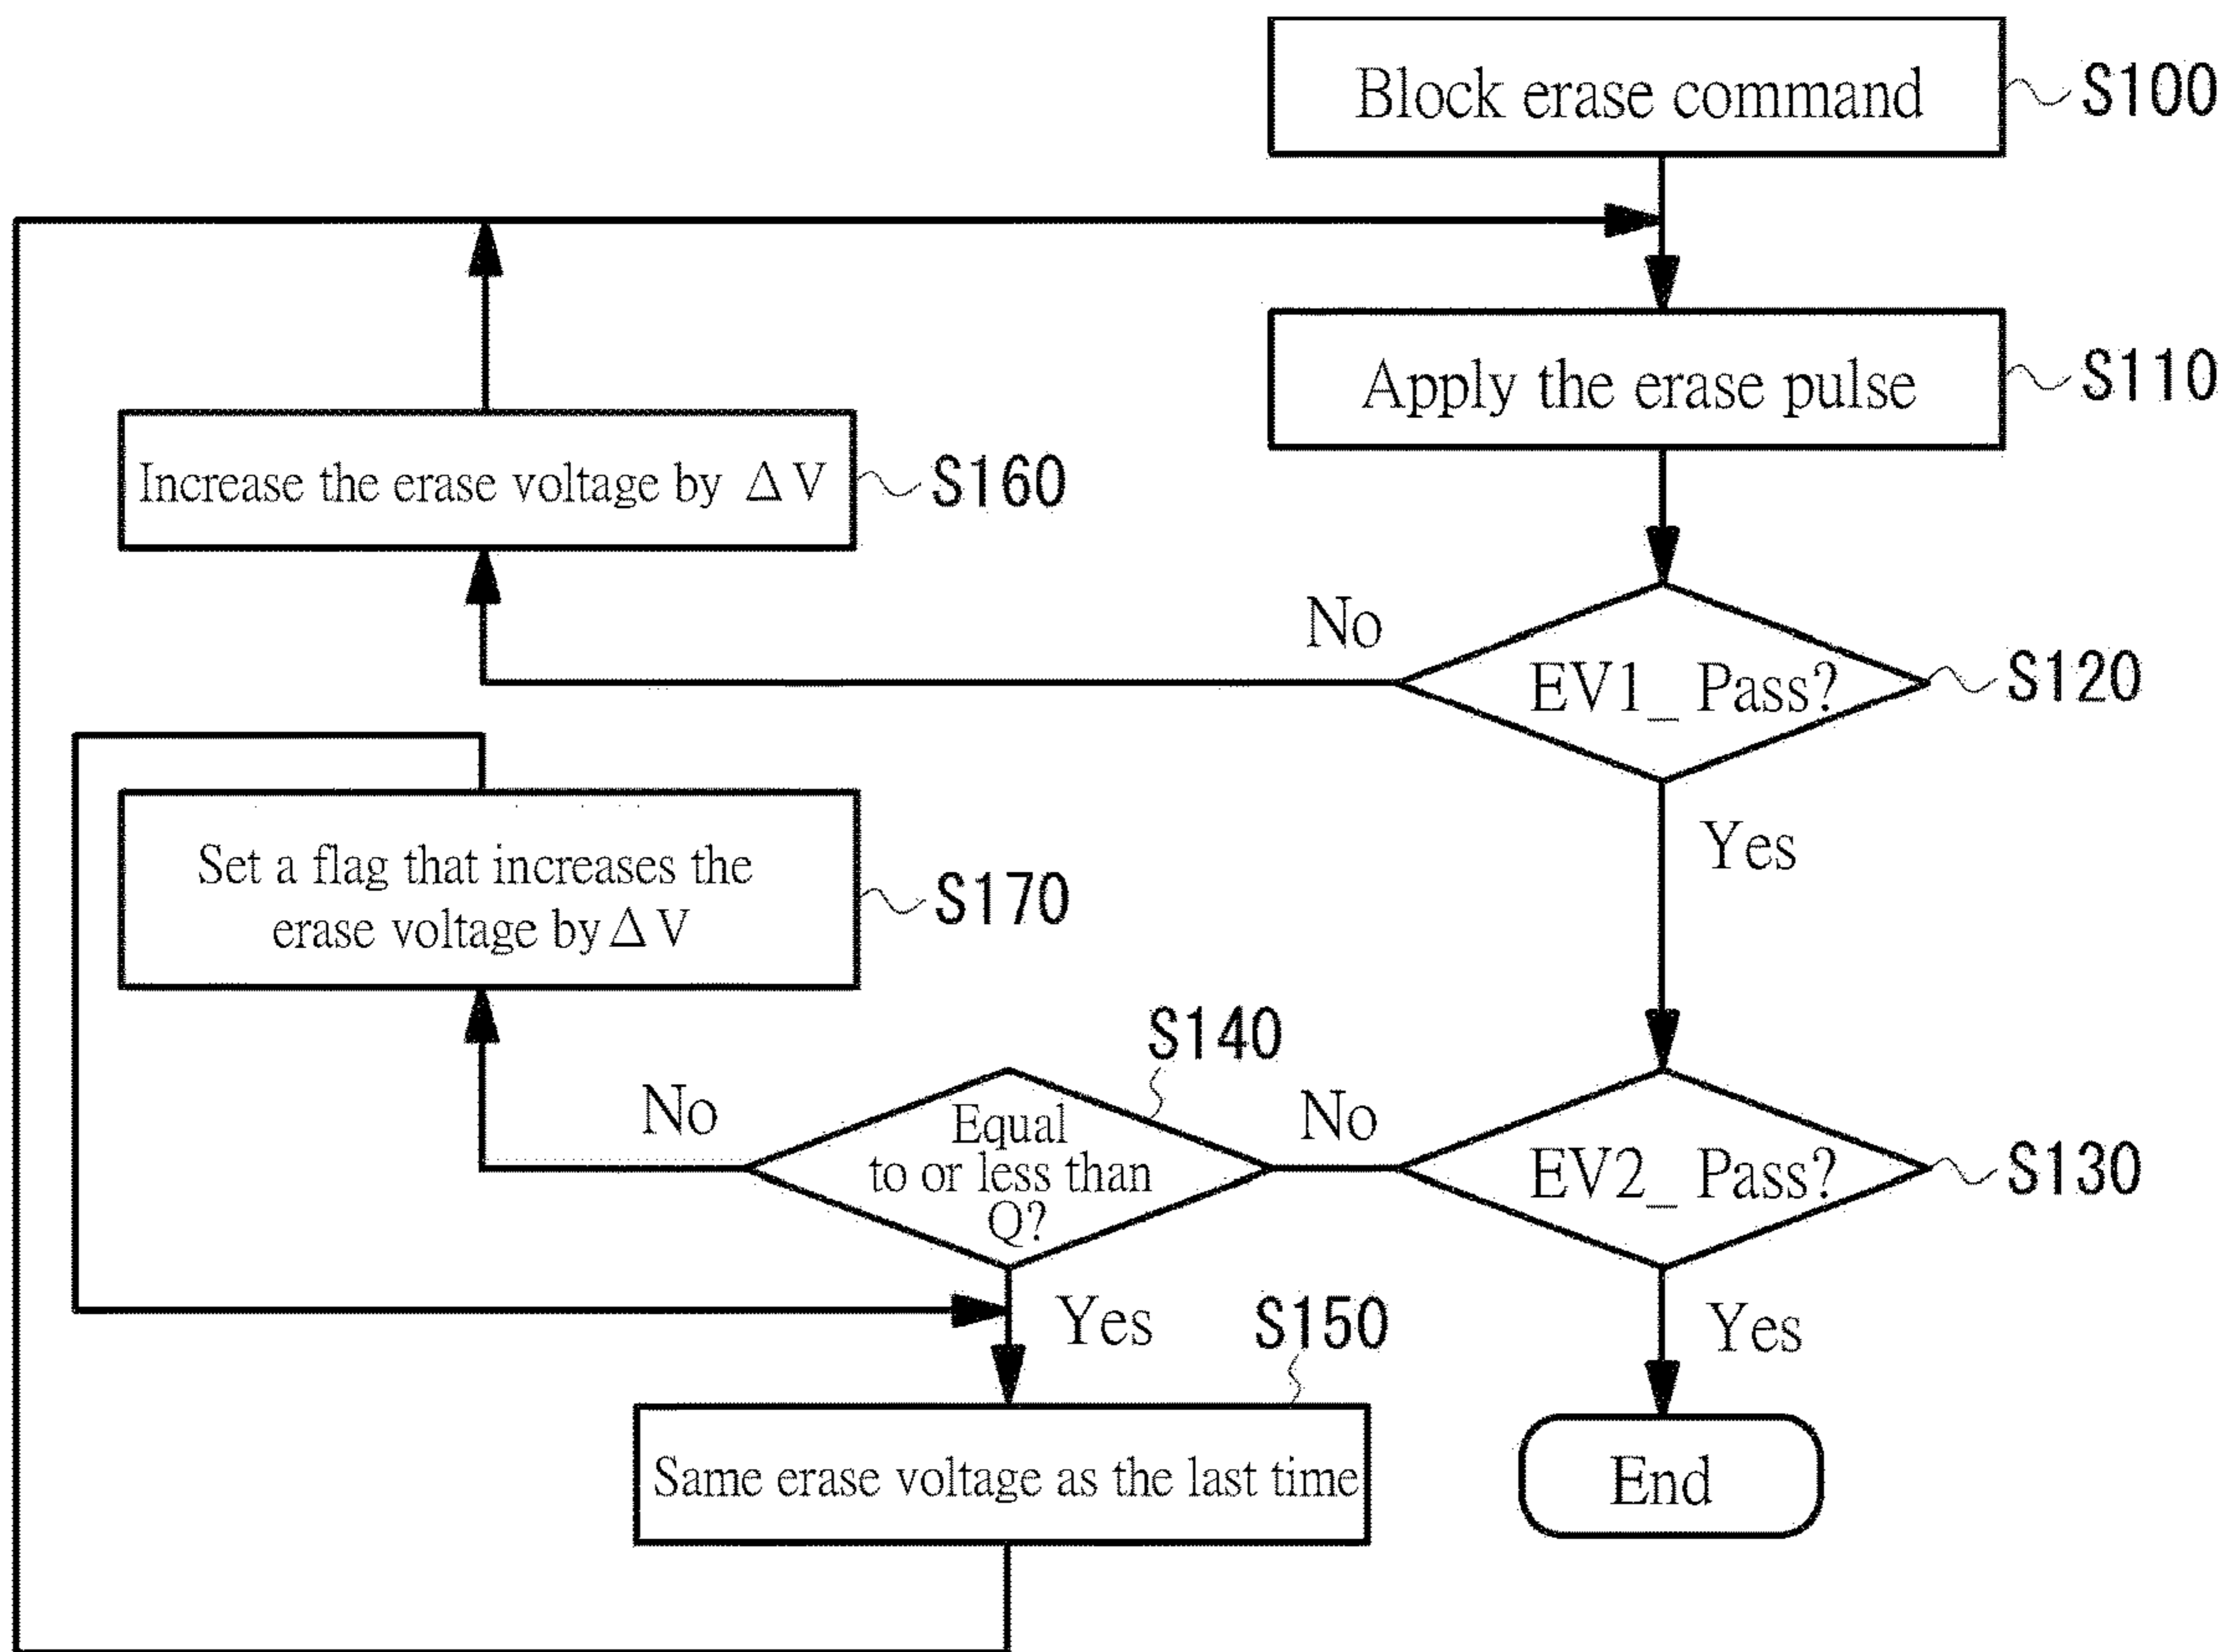 Block erase command
S100
Apply the erase pulse
S110
Increase the erase voltage by ΔV
S160
No
EV1_ Pass?
S120
Yes
Set a flag that increases the
erase voltage by ΔV
S170
S140
No
Equal
to or less than
Q?
No
EV2_ Pass?
S130
Yes
S150
Yes
Same erase voltage as the last time
End